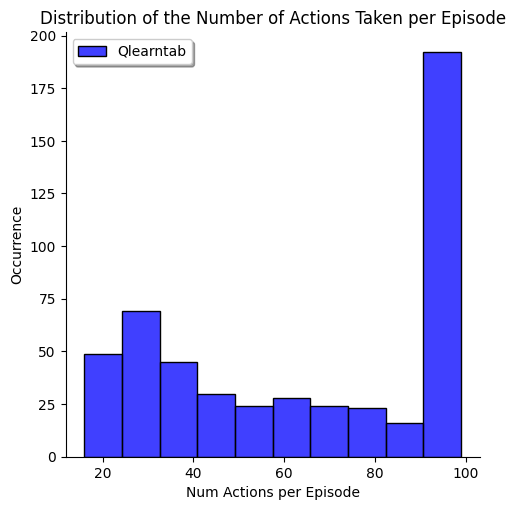 Distribution of the Number of Actions Taken per Episode
Qlearntab
200
175
150
125
100
75
50
25
0
Occurrence
20 40 60 80 100
Num Actions per Episode